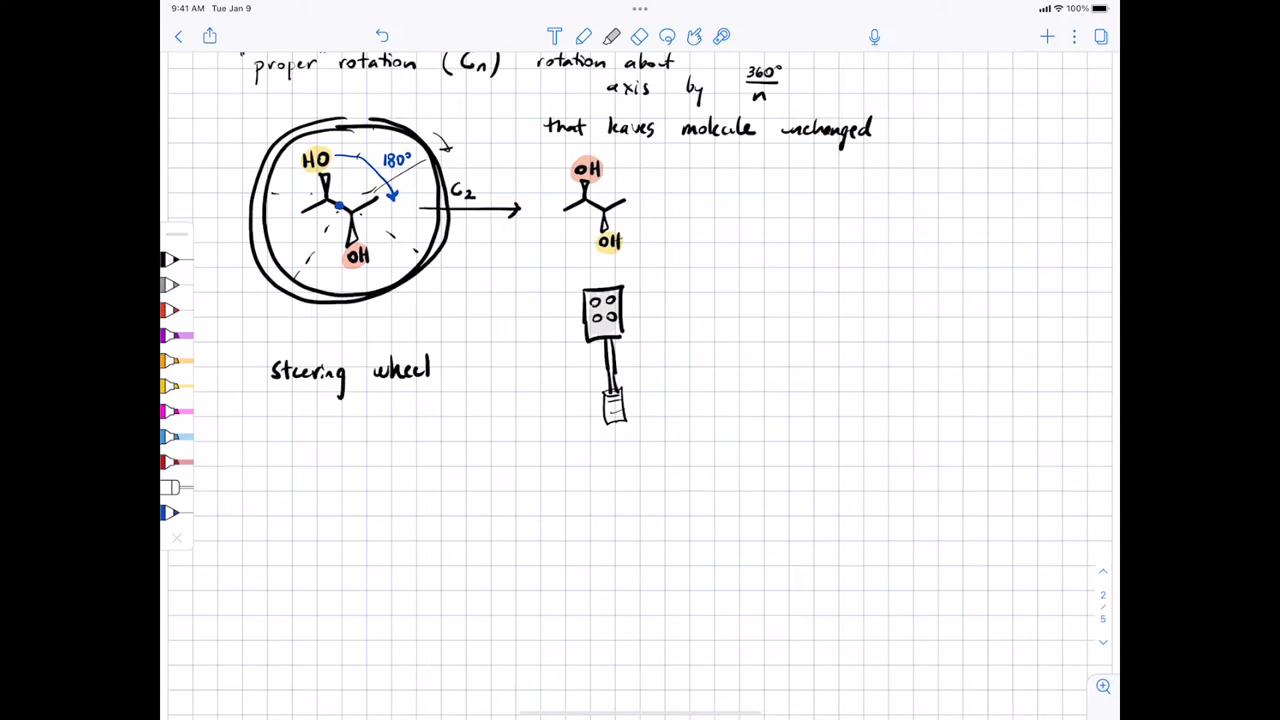 9:41 AM Tue Jan 9
100%
"proper" rotation (Cn) rotation about
axis by 360°/n
that leaves molecule unchanged
HO
180°
C2
OH
OH
OH
steering wheel
2
/
5